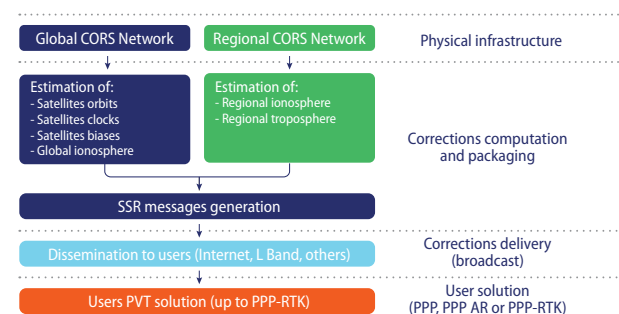 Global CORS Network
Regional CORS Network
Physical infrastructure
Estimation of:
- Satellites orbits
- Satellites clocks
- Satellites biases
- Global ionosphere
Estimation of:
- Regional ionosphere
- Regional troposphere
Corrections computation
and packaging
SSR messages generation
Dissemination to users (Internet, L Band, others)
Corrections delivery
(broadcast)
Users PVT solution (up to PPP-RTK)
User solution
(PPP, PPP AR or PPP-RTK)